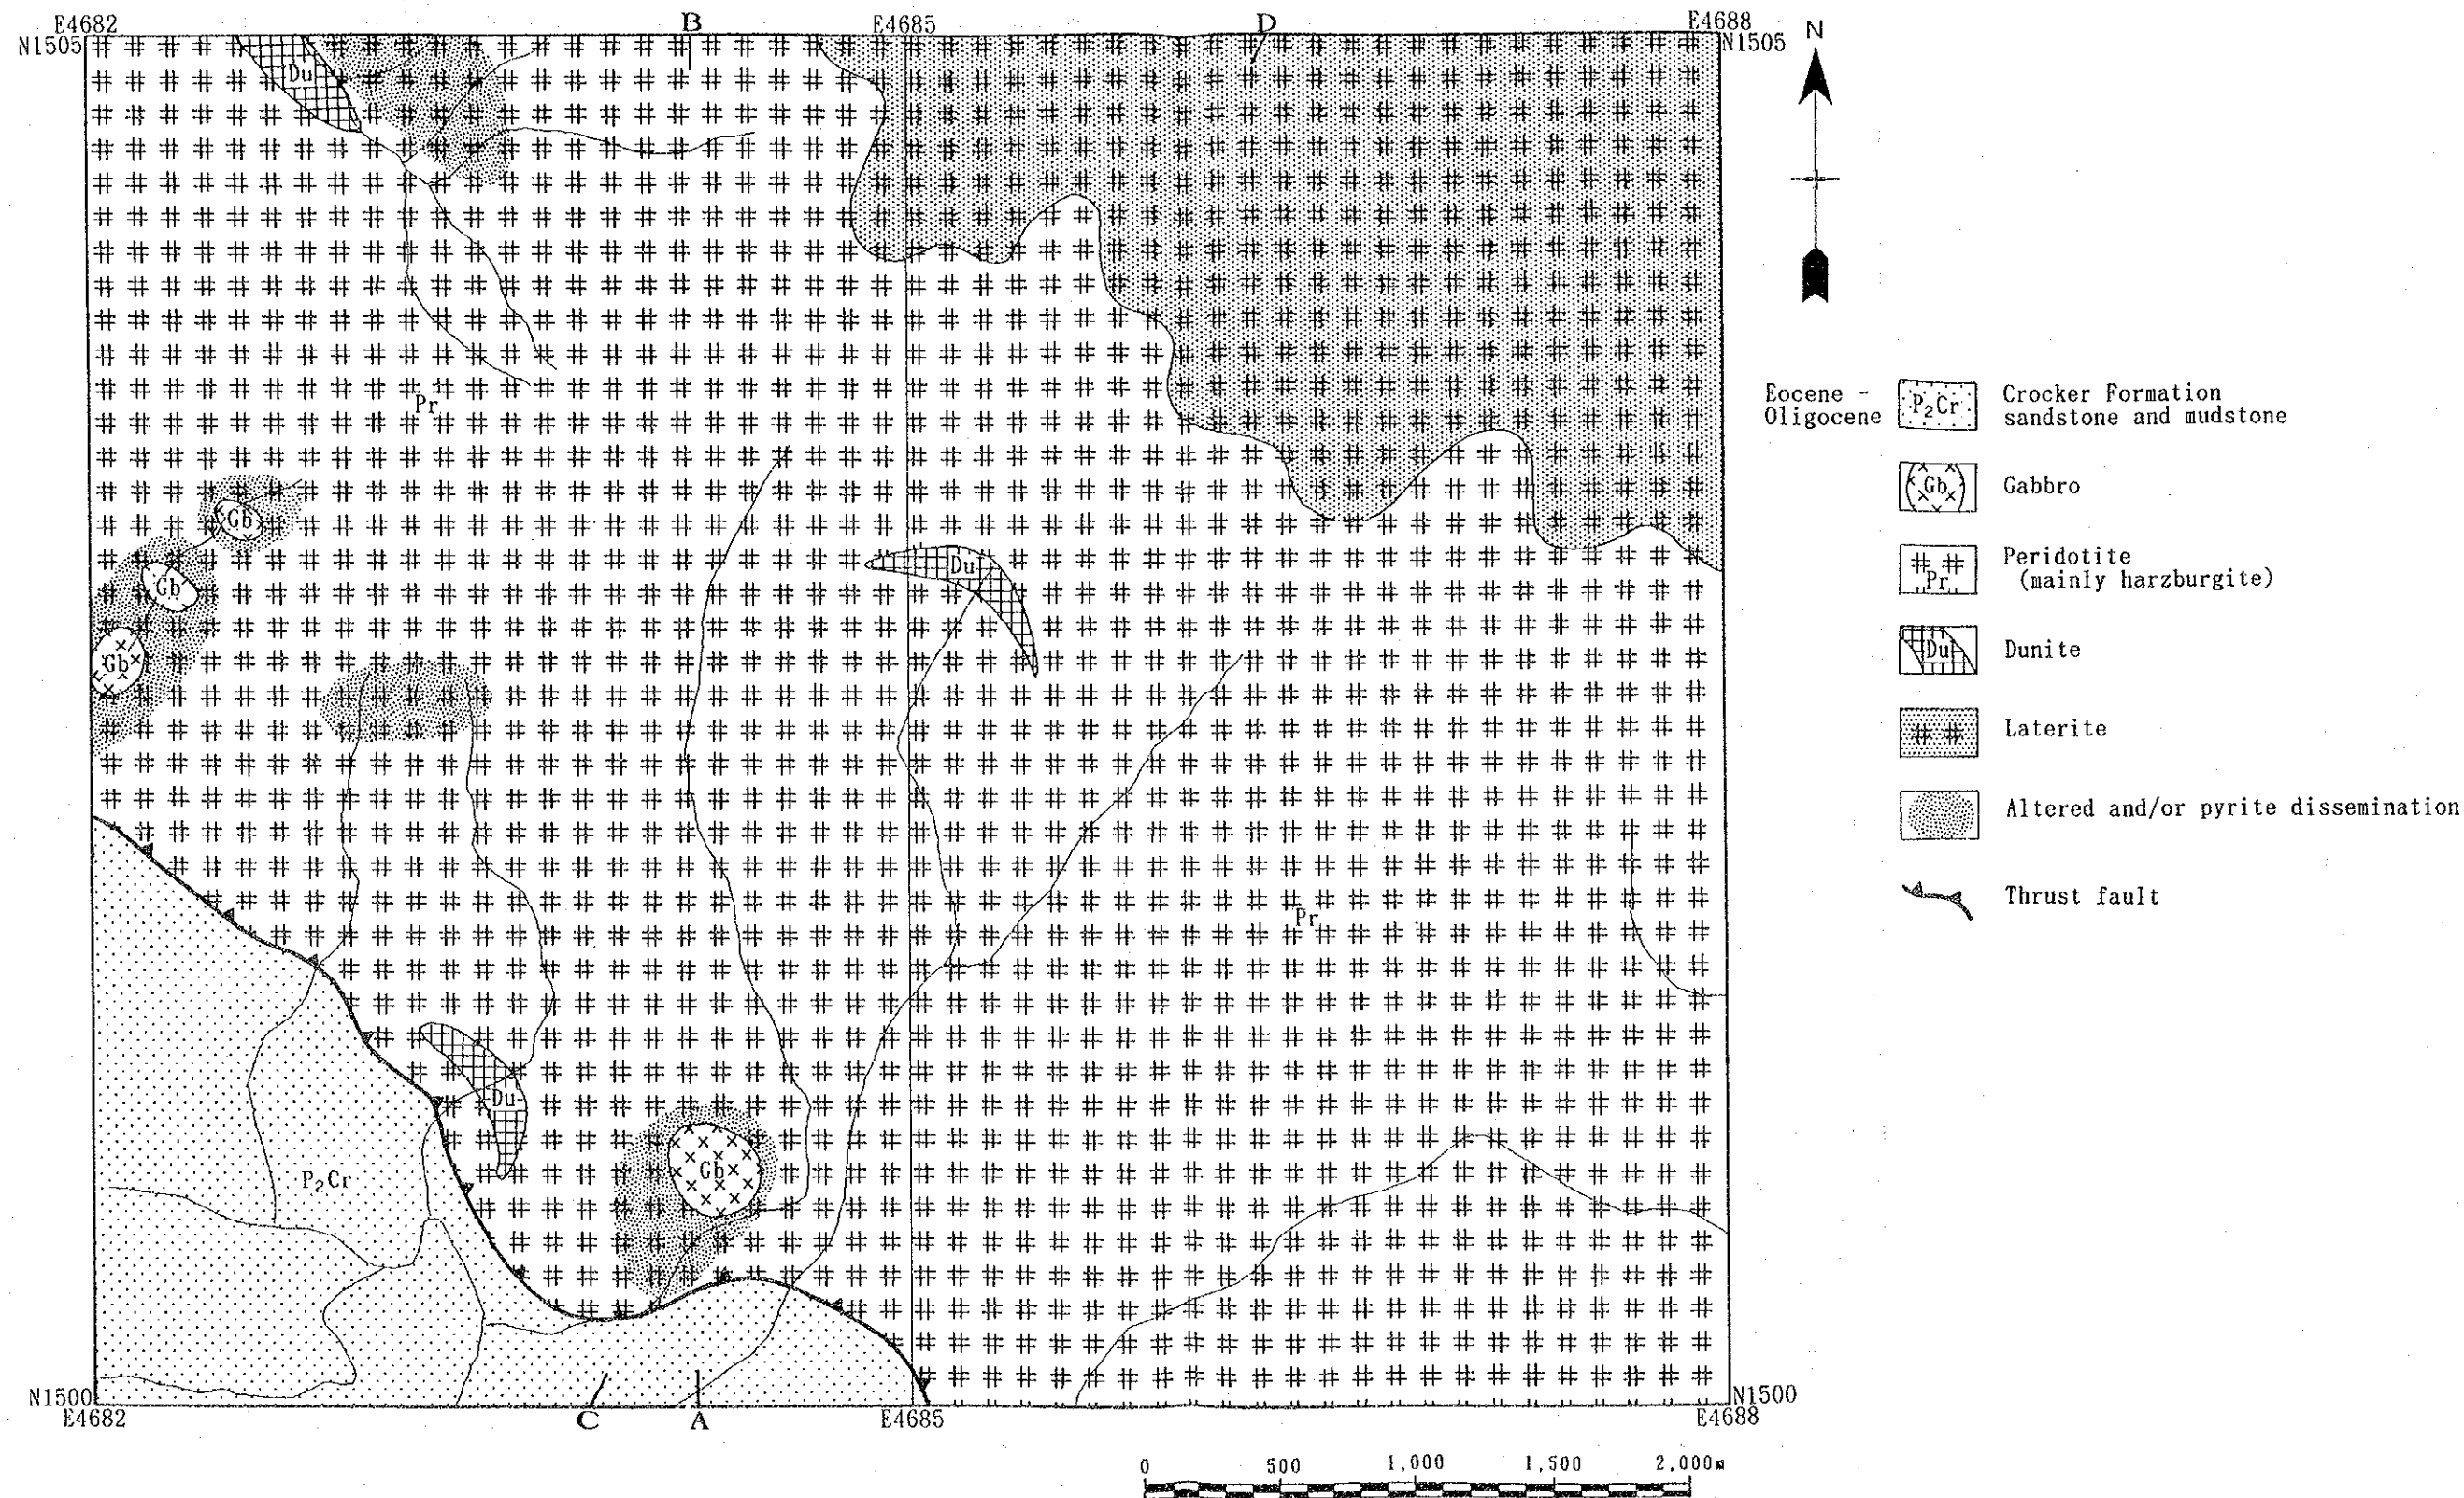 E4682
B
E4685
D
E4688
N1505
N1505
N
Du
Pr
Eocene -
Oligocene
P₂Cr
Crocker Formation
sandstone and mudstone
Gb
Gb
Gabbro
Gb
Du
Pr
Peridotite
(mainly harzburgite)
Gb
Du
Dunite
Laterite
Altered and/or pyrite dissemination
Pr
Thrust fault
Du
P₂Cr
Gb
N1500
N1500
E4682
C
A
E4685
E4688
0
500
1,000
1,500
2,000m